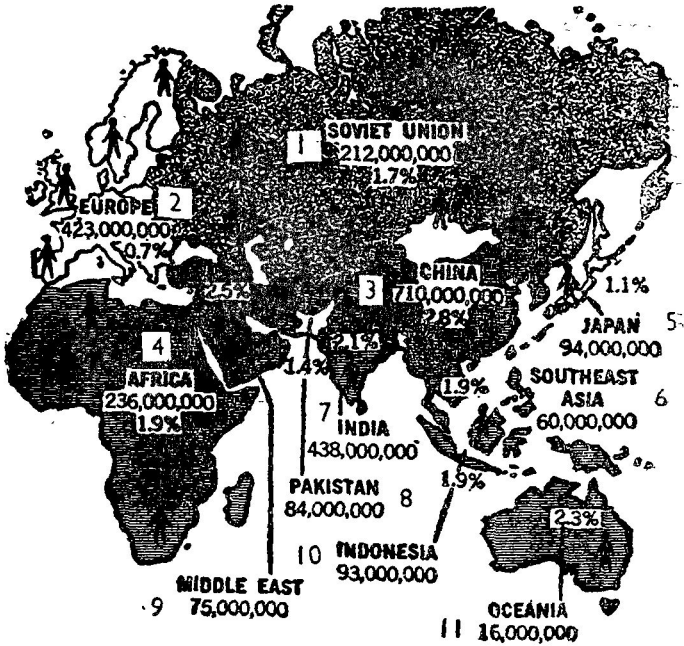 1 SOVIET UNION
212,000,000
1.7%
EUROPE 2
423,000,000
0.7%
2.5%
3 CHINA
710,000,000
2.8%
1.1%
JAPAN 5
94,000,000
4
AFRICA
236,000,000
1.9%
2.1%
1.4%
7 INDIA
438,000,000
1.9%
SOUTHEAST
ASIA 6
60,000,000
PAKISTAN 8
84,000,000
1.9%
10 INDONESIA
93,000,000
2.3%
9 MIDDLE EAST
75,000,000
OCEANIA
11 16,000,000